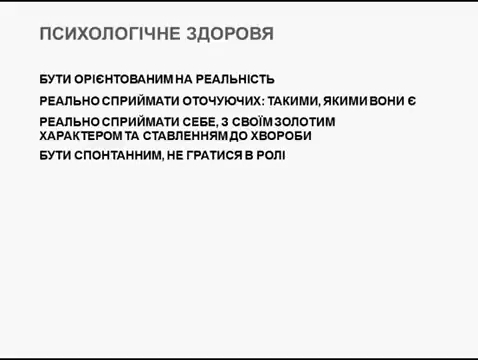 ПСИХОЛОГІЧНЕ ЗДОРОВЯ
БУТИ ОРІЄНТОВАНИМ НА РЕАЛЬНІСТЬ
РЕАЛЬНО СПРИЙМАТИ ОТОЧУЮЧИХ: ТАКИМИ, ЯКИМИ ВОНИ Є
РЕАЛЬНО СПРИЙМАТИ СЕБЕ, З СВОЇМ ЗОЛОТИМ
ХАРАКТЕРОМ ТА СТАВЛЕННЯМ ДО ХВОРОБИ
БУТИ СПОНТАННИМ, НЕ ГРАТИСЯ В РОЛІ